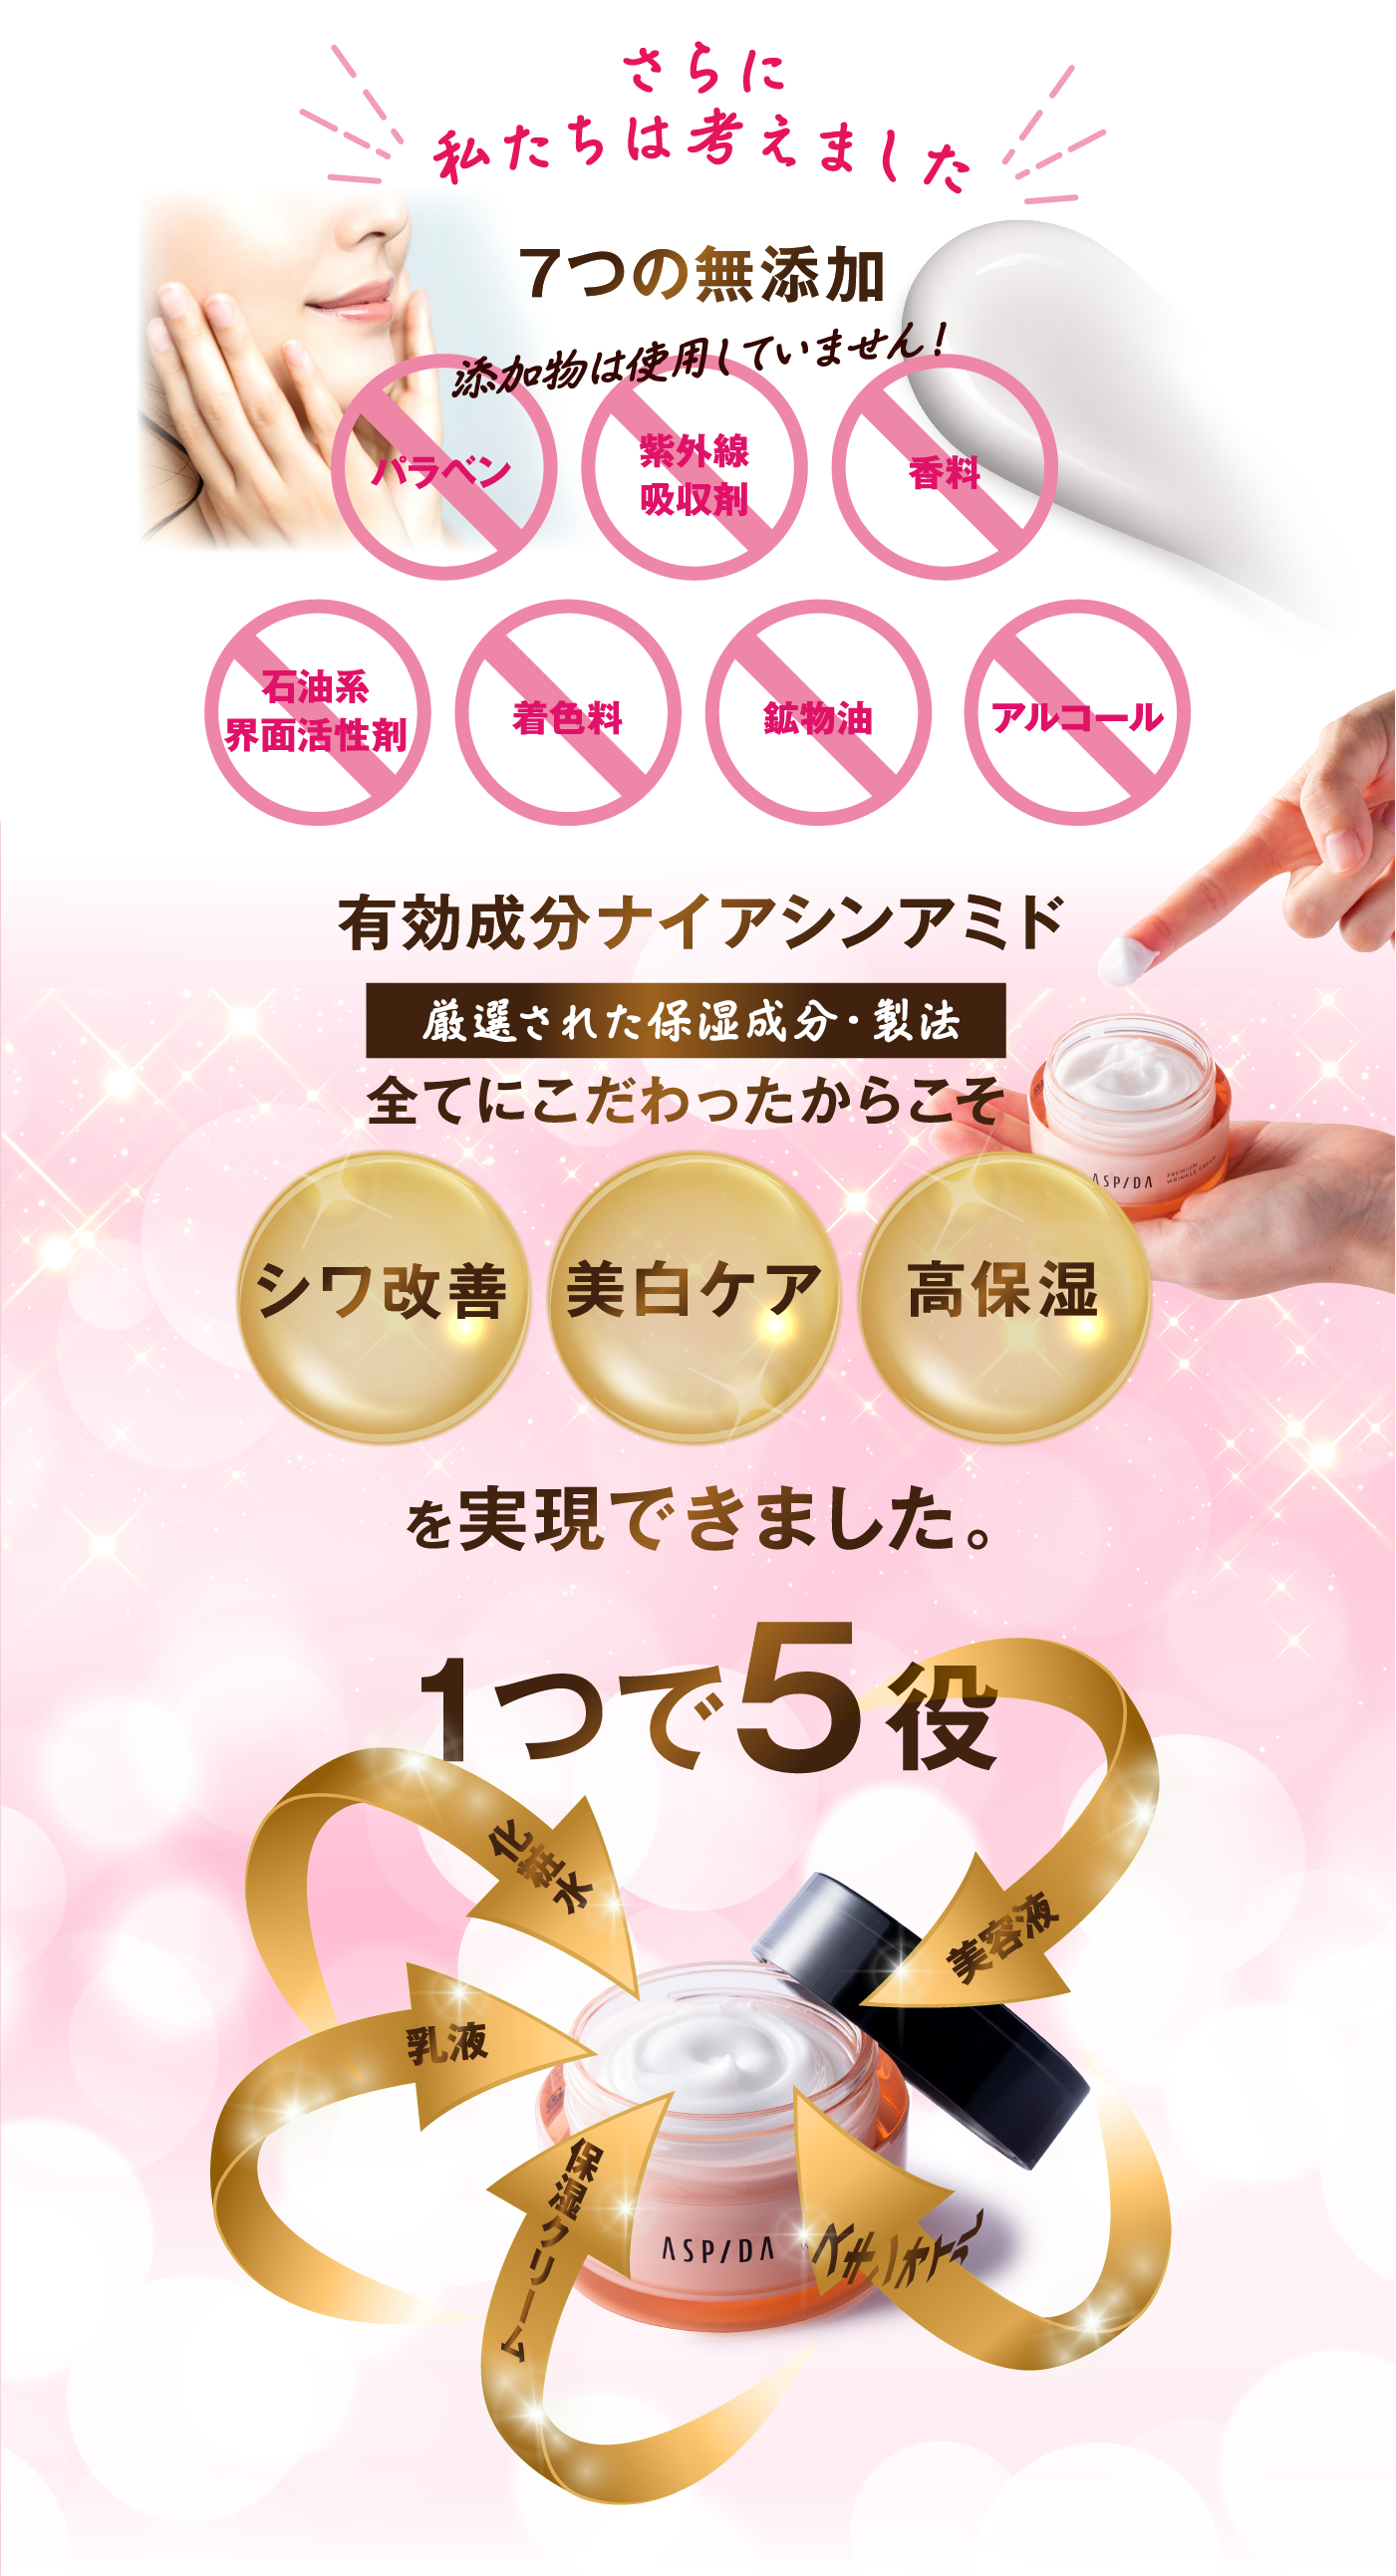 さらに
私たちは考えました
7つの無添加
添加物は使用していません!
パラベン
紫外線
吸収剤
香料
石油系
界面活性剤
着色料
鉱物油
アルコール
有効成分ナイアシンアミド
厳選された保湿成分・製法
全てにこだわったからこそ
ASP/DA
PREMIUM
WRINKLE CREAM
シワ改善
美白ケア
高保湿
を実現できました。
1つで5役
化粧水
美容液
乳液
保湿クリーム
ASP/DA